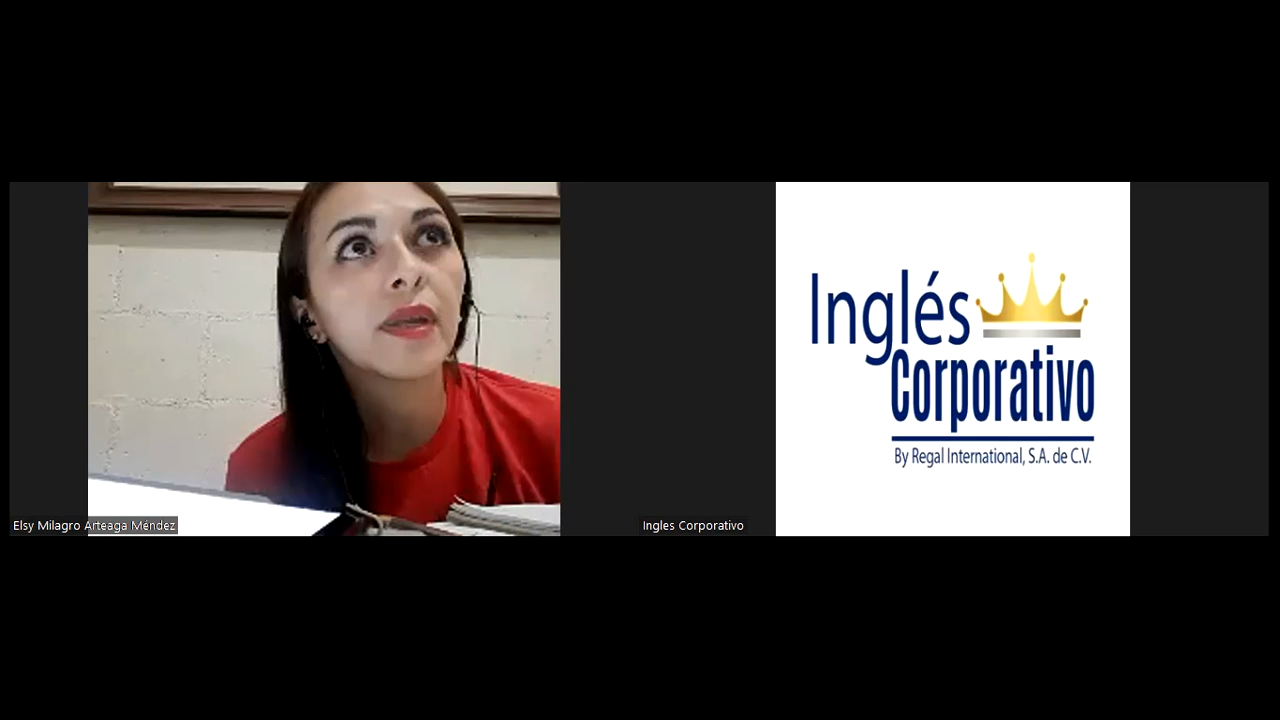 Inglés
Corporativo
By Regal International, S.A. de C.V.
Elsy Milagro Arteaga Méndez
Ingles Corporativo